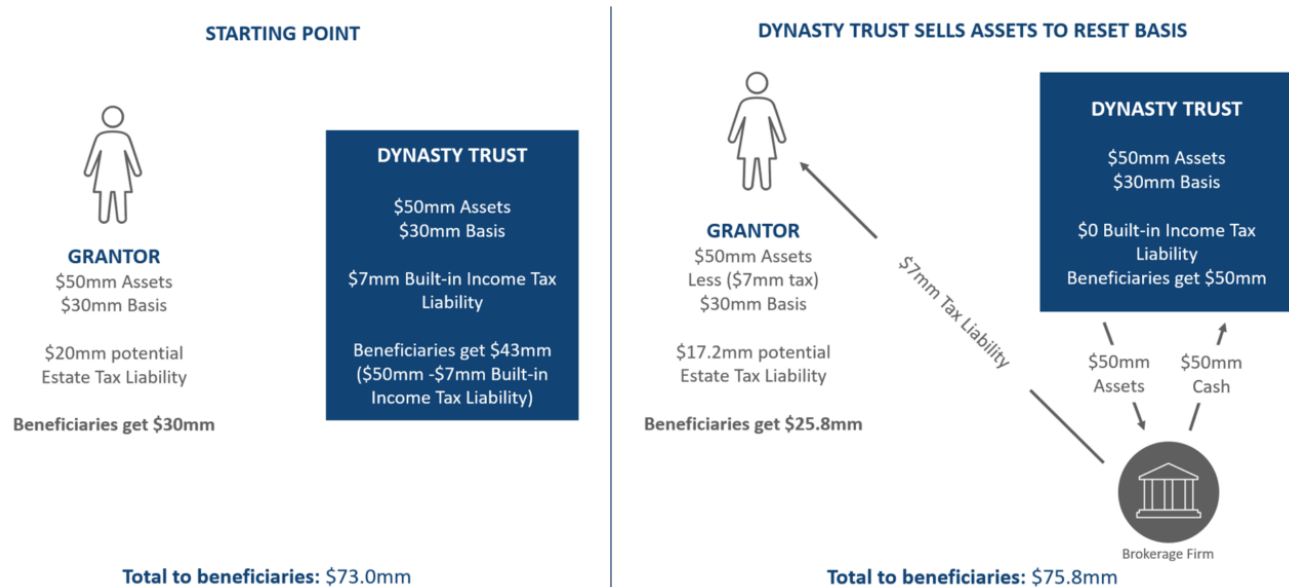 STARTING POINT
GRANTOR
$50mm Assets
$30mm Basis
$20mm potential
Estate Tax Liability
Beneficiaries get $30mm
DYNASTY TRUST
$50mm Assets
$30mm Basis
$7mm Built-in Income Tax
Liability
Beneficiaries get $43mm
($50mm -$7mm Built-in
Income Tax Liability)
Total to beneficiaries: $73.0mm
DYNASTY TRUST SELLS ASSETS TO RESET BASIS
GRANTOR
$50mm Assets
Less ($7mm tax)
$30mm Basis
$17.2mm potential
Estate Tax Liability
Beneficiaries get $25.8mm
$7mm Tax Liability
DYNASTY TRUST
$50mm Assets
$30mm Basis
$0 Built-in Income Tax
Liability
Beneficiaries get $50mm
$50mm
Assets
$50mm
Cash
Brokerage Firm
Total to beneficiaries: $75.8mm